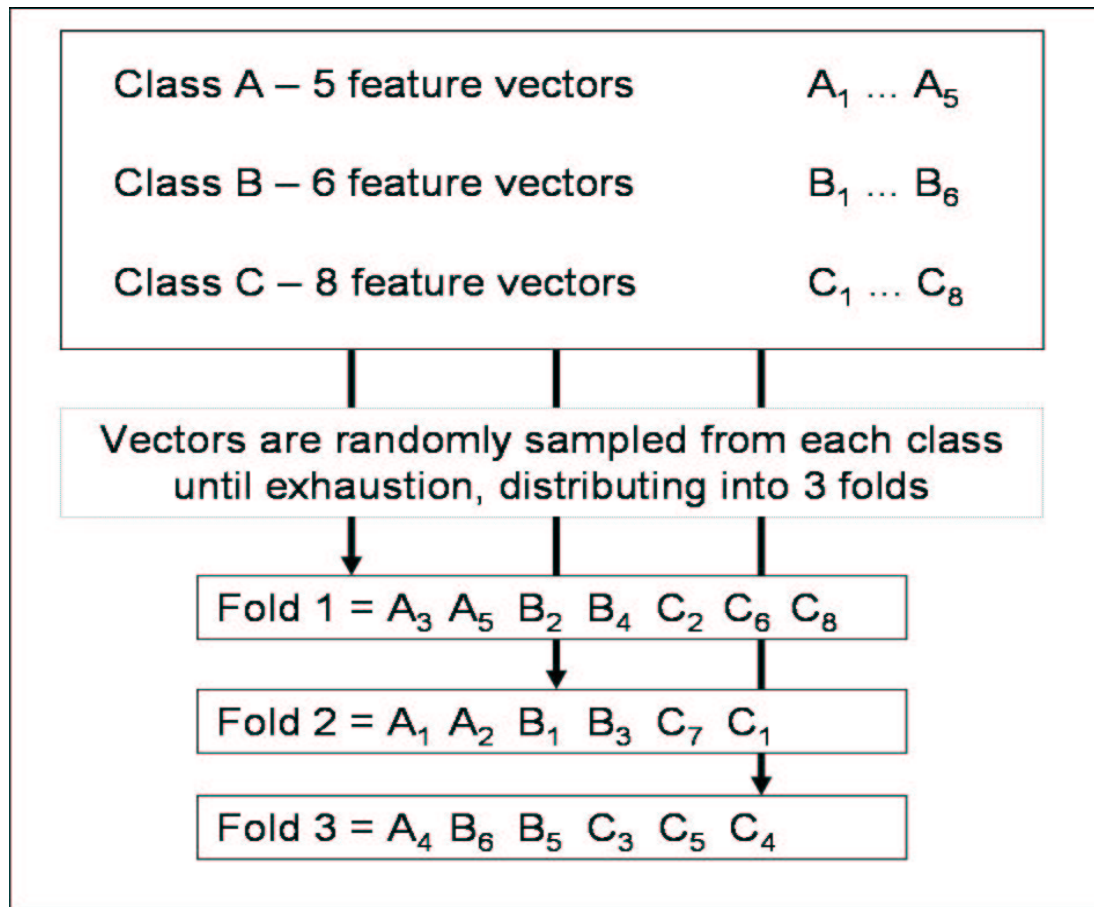 Class A – 5 feature vectors A₁ ... A₅
Class B – 6 feature vectors B₁ ... B₆
Class C – 8 feature vectors C₁ ... C₈
Vectors are randomly sampled from each class
until exhaustion, distributing into 3 folds
Fold 1 = A₃ A₅ B₂ B₄ C₂ C₆ C₈
Fold 2 = A₁ A₂ B₁ B₃ C₇ C₁
Fold 3 = A₄ B₆ B₅ C₃ C₅ C₄